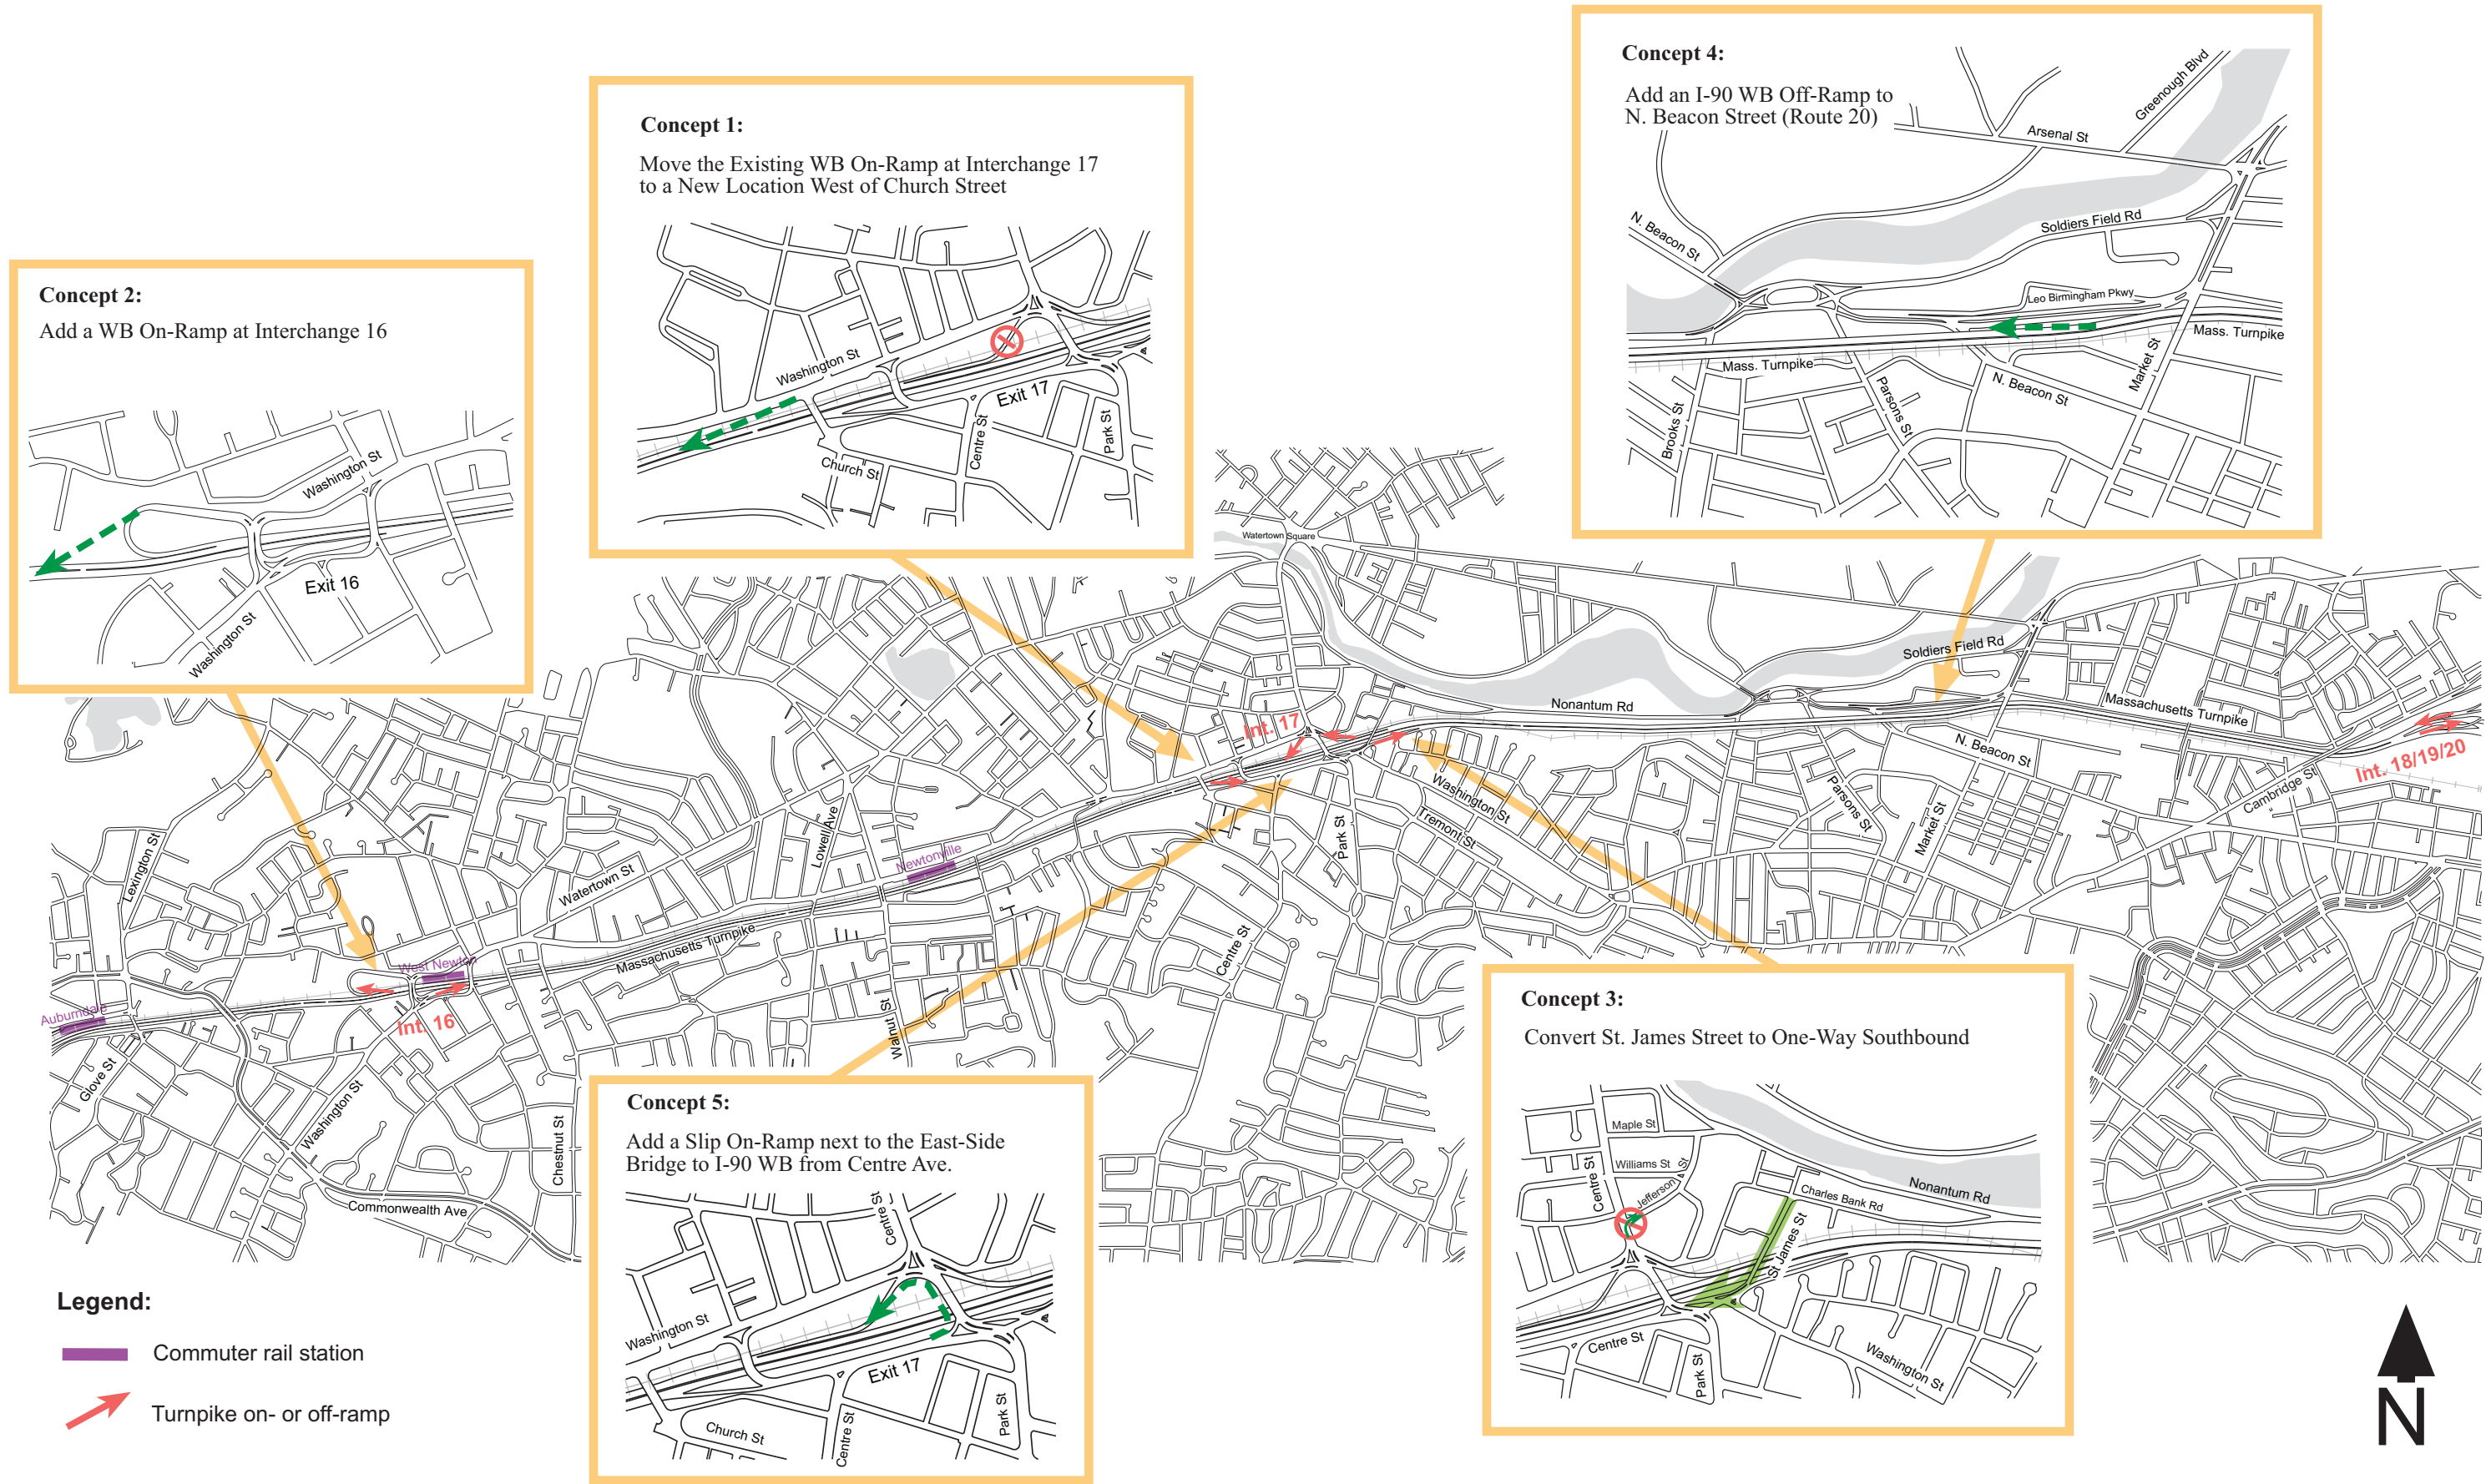 Concept 4:
Add an I-90 WB Off-Ramp to
N. Beacon Street (Route 20)
Greenough Blvd
Arsenal St
N. Beacon St
Soldiers Field Rd
Leo Birmingham Pkwy
Mass. Turnpike
Mass. Turnpike
Market St
N. Beacon St
Parsons St
Brooks St
Concept 1:
Move the Existing WB On-Ramp at Interchange 17
to a New Location West of Church Street
Washington St
Exit 17
Centre St
Park St
Church St
Concept 2:
Add a WB On-Ramp at Interchange 16
Washington St
Exit 16
Washington St
Watertown Square
Soldiers Field Rd
Nonantum Rd
Massachusetts Turnpike
Int. 17
N. Beacon St
Int. 18/19/20
Cambridge St
Washington St
Parsons St
Tremont St
Park St
Market St
Lowell Ave
Newtonville
Lexington St
Watertown St
Massachusetts Turnpike
Centre St
West Newton
Auburndale
Int. 16
Walnut St
Glove St
Washington St
Chestnut St
Commonwealth Ave
Concept 3:
Convert St. James Street to One-Way Southbound
Maple St
Williams St
Centre St
Jefferson St
Charles Bank Rd
Nonantum Rd
St James St
Centre St
Park St
Washington St
Concept 5:
Add a Slip On-Ramp next to the East-Side
Bridge to I-90 WB from Centre Ave.
Centre St
Washington St
Exit 17
Church St
Centre St
Park St
Legend:
Commuter rail station
Turnpike on- or off-ramp
N